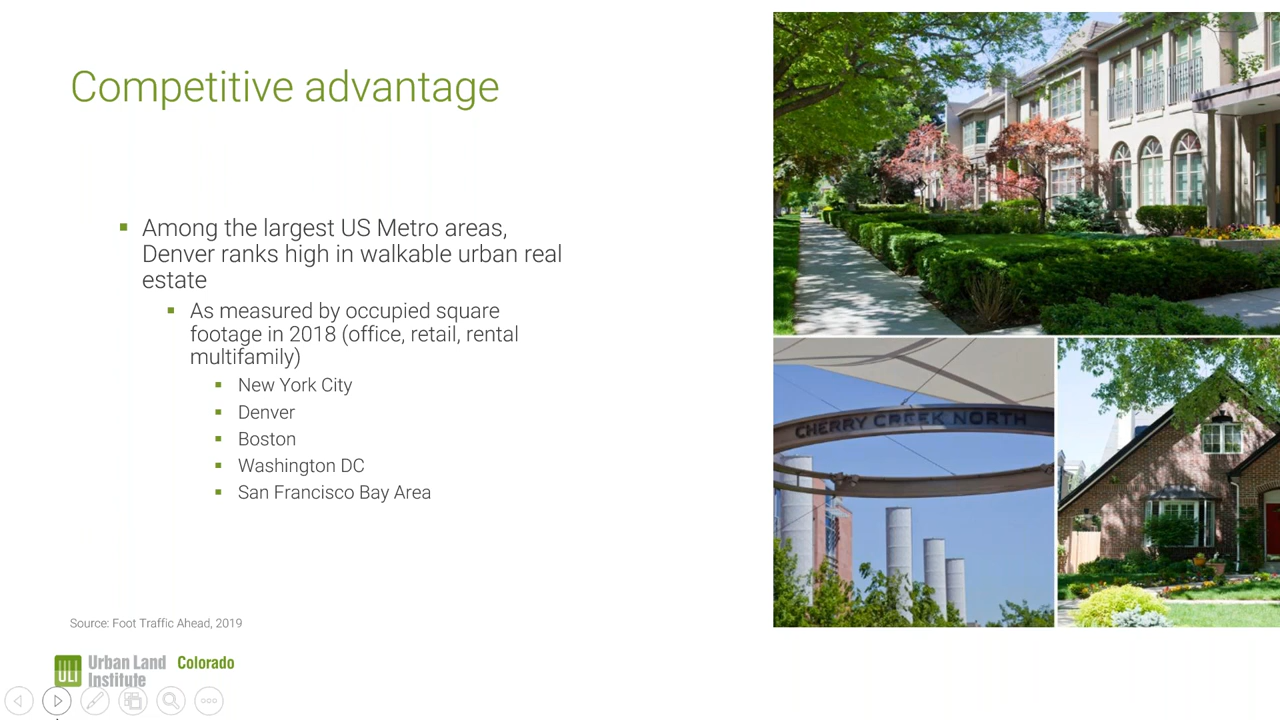 Competitive advantage
Among the largest US Metro areas,
Denver ranks high in walkable urban real
estate
As measured by occupied square
footage in 2018 (office, retail, rental
multifamily)
New York City
Denver
Boston
Washington DC
San Francisco Bay Area
CHERRY CREEK NORTH
Source: Foot Traffic Ahead, 2019
ULI Urban Land Colorado
Institute